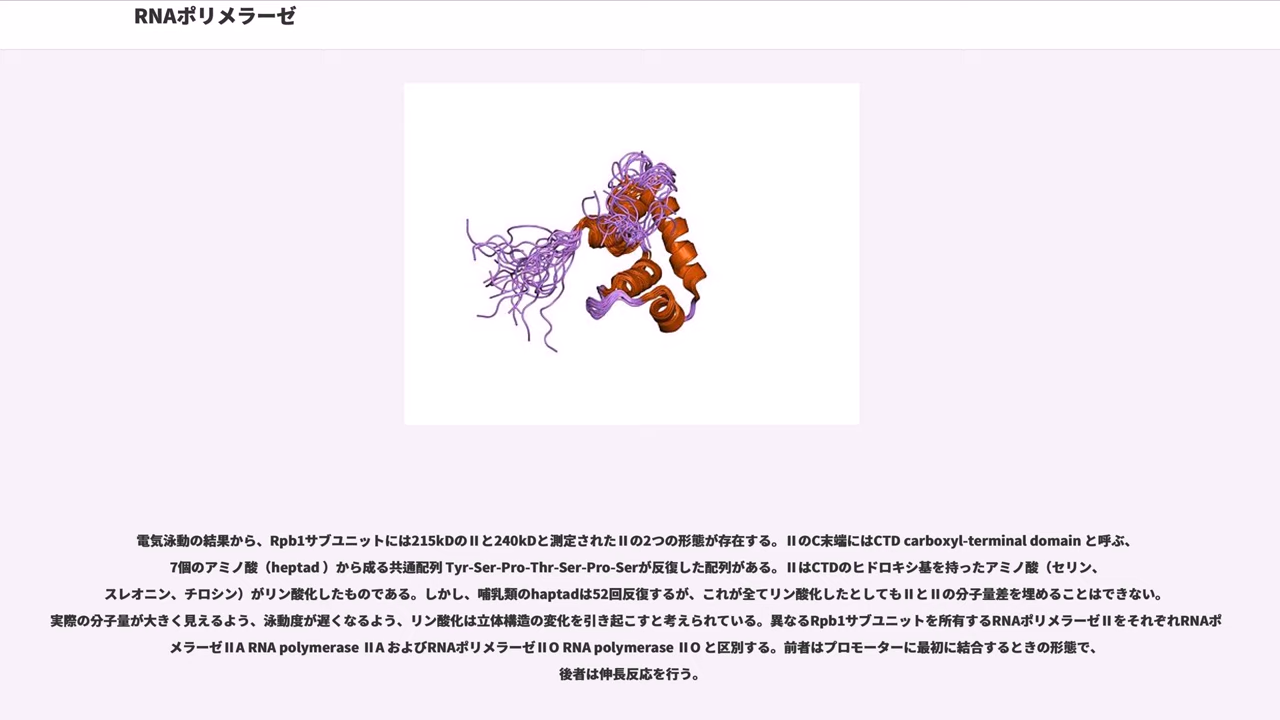 RNAポリメラーゼ
電気泳動の結果から、Rpb1サブユニットには215kDのⅡと240kDと測定されたⅡの2つの形態が存在する。ⅡのC末端にはCTD carboxyl-terminal domain と呼ぶ、
7個のアミノ酸（heptad ）から成る共通配列 Tyr-Ser-Pro-Thr-Ser-Pro-Serが反復した配列がある。ⅡはCTDのヒドロキシ基を持ったアミノ酸（セリン、
スレオニン、チロシン）がリン酸化したものである。しかし、哺乳類のhaptadは52回反復するが、これが全てリン酸化したとしてもⅡとⅡの分子量差を埋めることはできない。
実際の分子量が大きく見えるよう、泳動度が遅くなるよう、リン酸化は立体構造の変化を引き起こすと考えられている。異なるRpb1サブユニットを所有するRNAポリメラーゼⅡをそれぞれRNAポ
メラーゼⅡA RNA polymerase ⅡA およびRNAポリメラーゼⅡO RNA polymerase ⅡO と区別する。前者はプロモーターに最初に結合するときの形態で、
後者は伸長反応を行う。